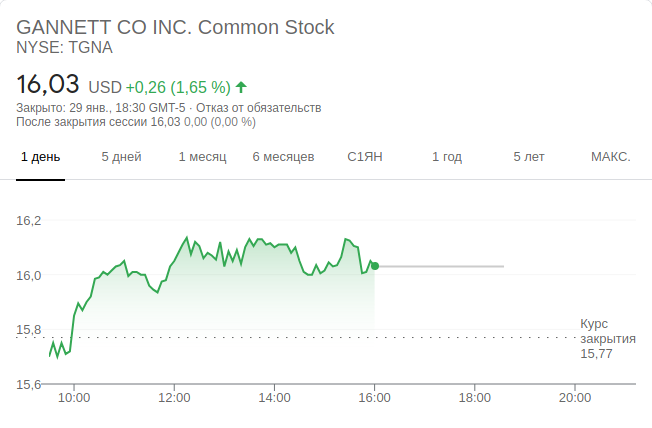 GANNETT CO INC. Common Stock
NYSE: TGNA
16,03 USD +0,26 (1,65 %)
Закрыто: 29 янв., 18:30 GMT-5 · Отказ от обязательств
После закрытия сессии 16,03 0,00 (0,00 %)
1 день 5 дней 1 месяц 6 месяцев С1ЯН 1 год 5 лет МАКС.
16,2
16,0
15,8
15,6
Курс
закрытия
15,77
10:00 12:00 14:00 16:00 18:00 20:00